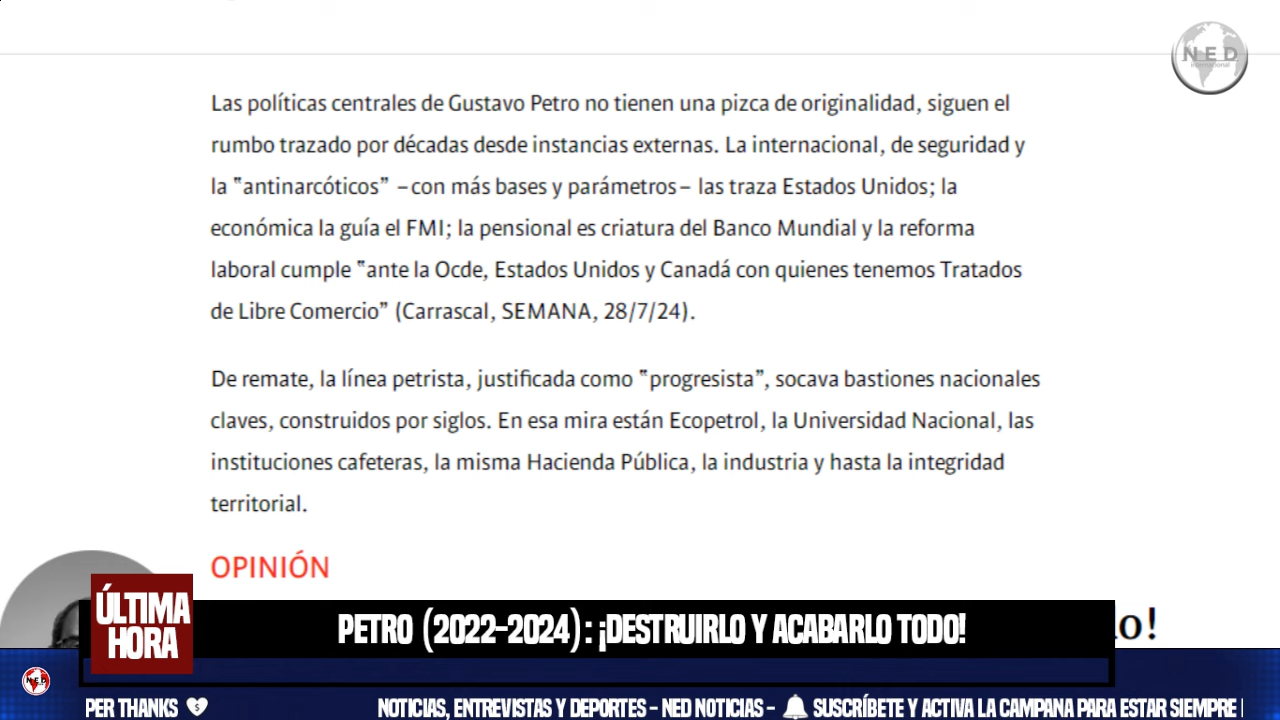 NED
international
Las políticas centrales de Gustavo Petro no tienen una pizca de originalidad, siguen el
rumbo trazado por décadas desde instancias externas. La internacional, de seguridad y
la "antinarcóticos" –con más bases y parámetros– las traza Estados Unidos; la
económica la guía el FMI; la pensional es criatura del Banco Mundial y la reforma
laboral cumple "ante la Ocde, Estados Unidos y Canadá con quienes tenemos Tratados
de Libre Comercio" (Carrascal, SEMANA, 28/7/24).
De remate, la línea petrista, justificada como "progresista", socava bastiones nacionales
claves, construidos por siglos. En esa mira están Ecopetrol, la Universidad Nacional, las
instituciones cafeteras, la misma Hacienda Pública, la industria y hasta la integridad
territorial.
OPINIÓN
ÚLTIMA
HORA
PETRO (2022-2024): ¡DESTRUIRLO Y ACABARLO TODO!
NED
PER THANKS NOTICIAS, ENTREVISTAS Y DEPORTES - NED NOTICIAS - SUSCRÍBETE Y ACTIVA LA CAMPANA PARA ESTAR SIEMPRE